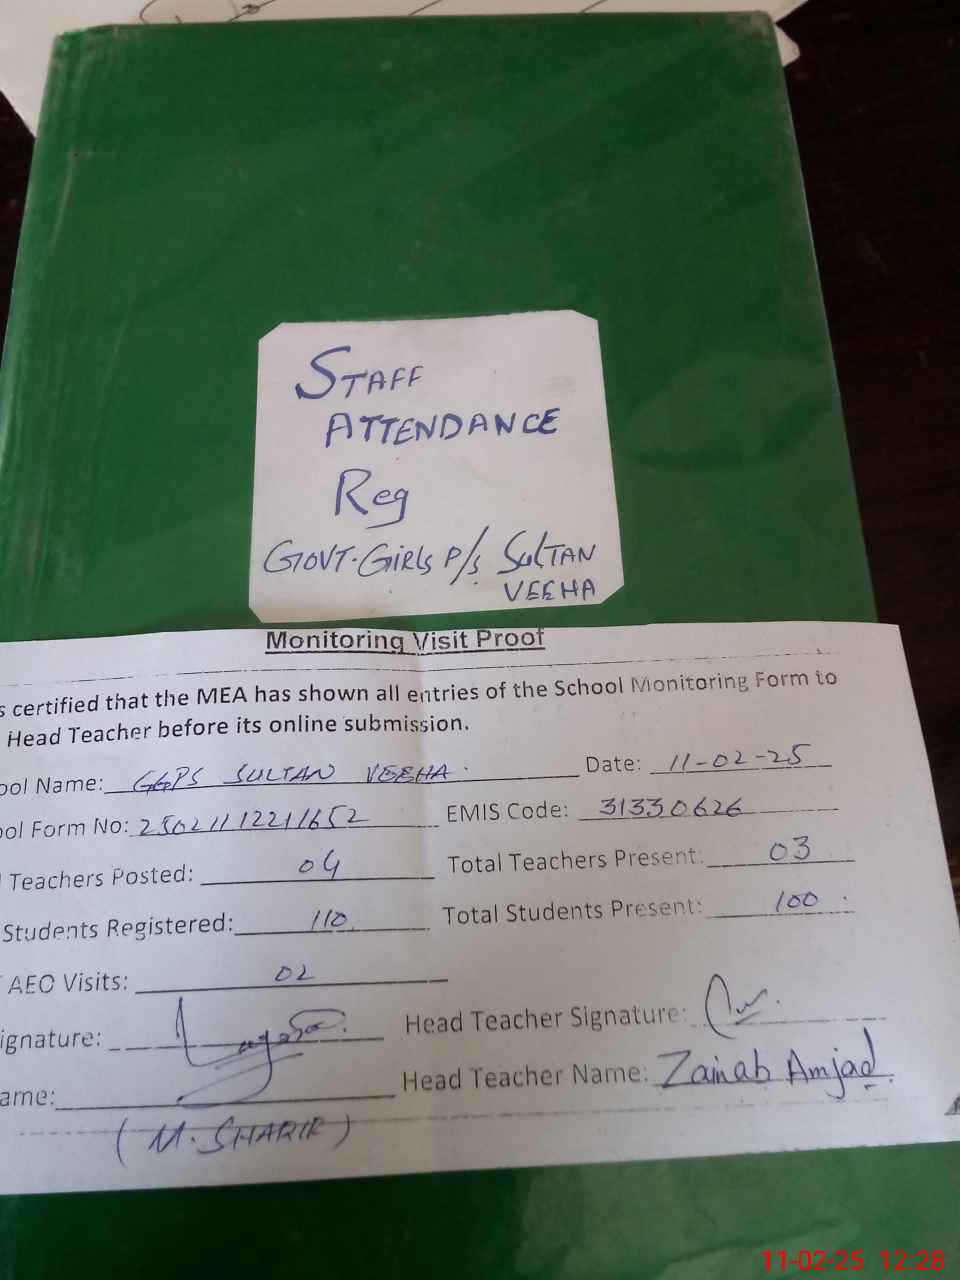 STAFF
ATTENDANCE
Reg
GOVT. GIRLS P/S SULTAN
VEEHA
Monitoring Visit Proof
s certified that the MEA has shown all entries of the School Monitoring Form to
Head Teacher before its online submission.
ool Name: GGPS SULTAN VEEHA. Date: 11-02-25
ool Form No: 25021112211652 EMIS Code: 31330626
Teachers Posted: 04 Total Teachers Present: 03
Students Registered: 110 Total Students Present: 100
AEO Visits: 02
ignature: Head Teacher Signature:
ame: Head Teacher Name: Zainab Amjad.
(M. SHARIF)
11-02-25 12:28